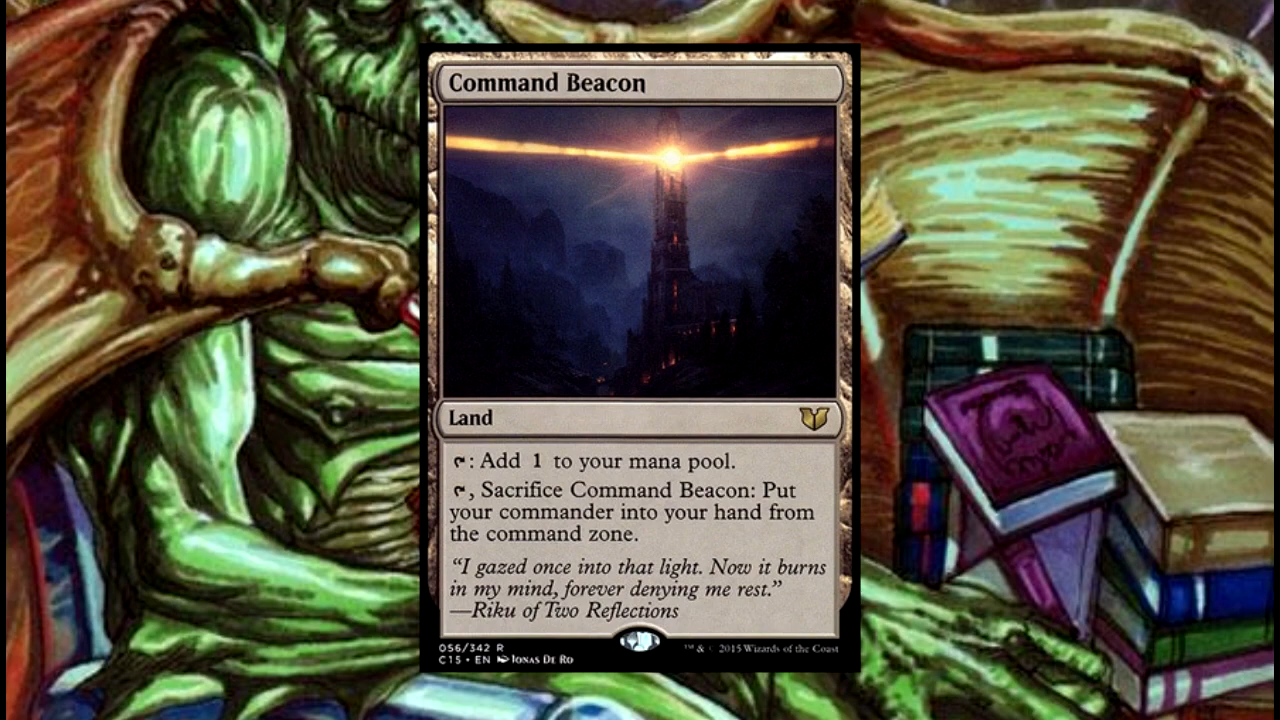 Command Beacon
Land
: Add 1 to your mana pool.
, Sacrifice Command Beacon: Put
your commander into your hand from
the command zone.
“I gazed once into that light. Now it burns
in my mind, forever denying me rest.”
—Riku of Two Reflections
056/342 R
C15 • EN Jonas De Ro
™ & © 2015 Wizards of the Coast